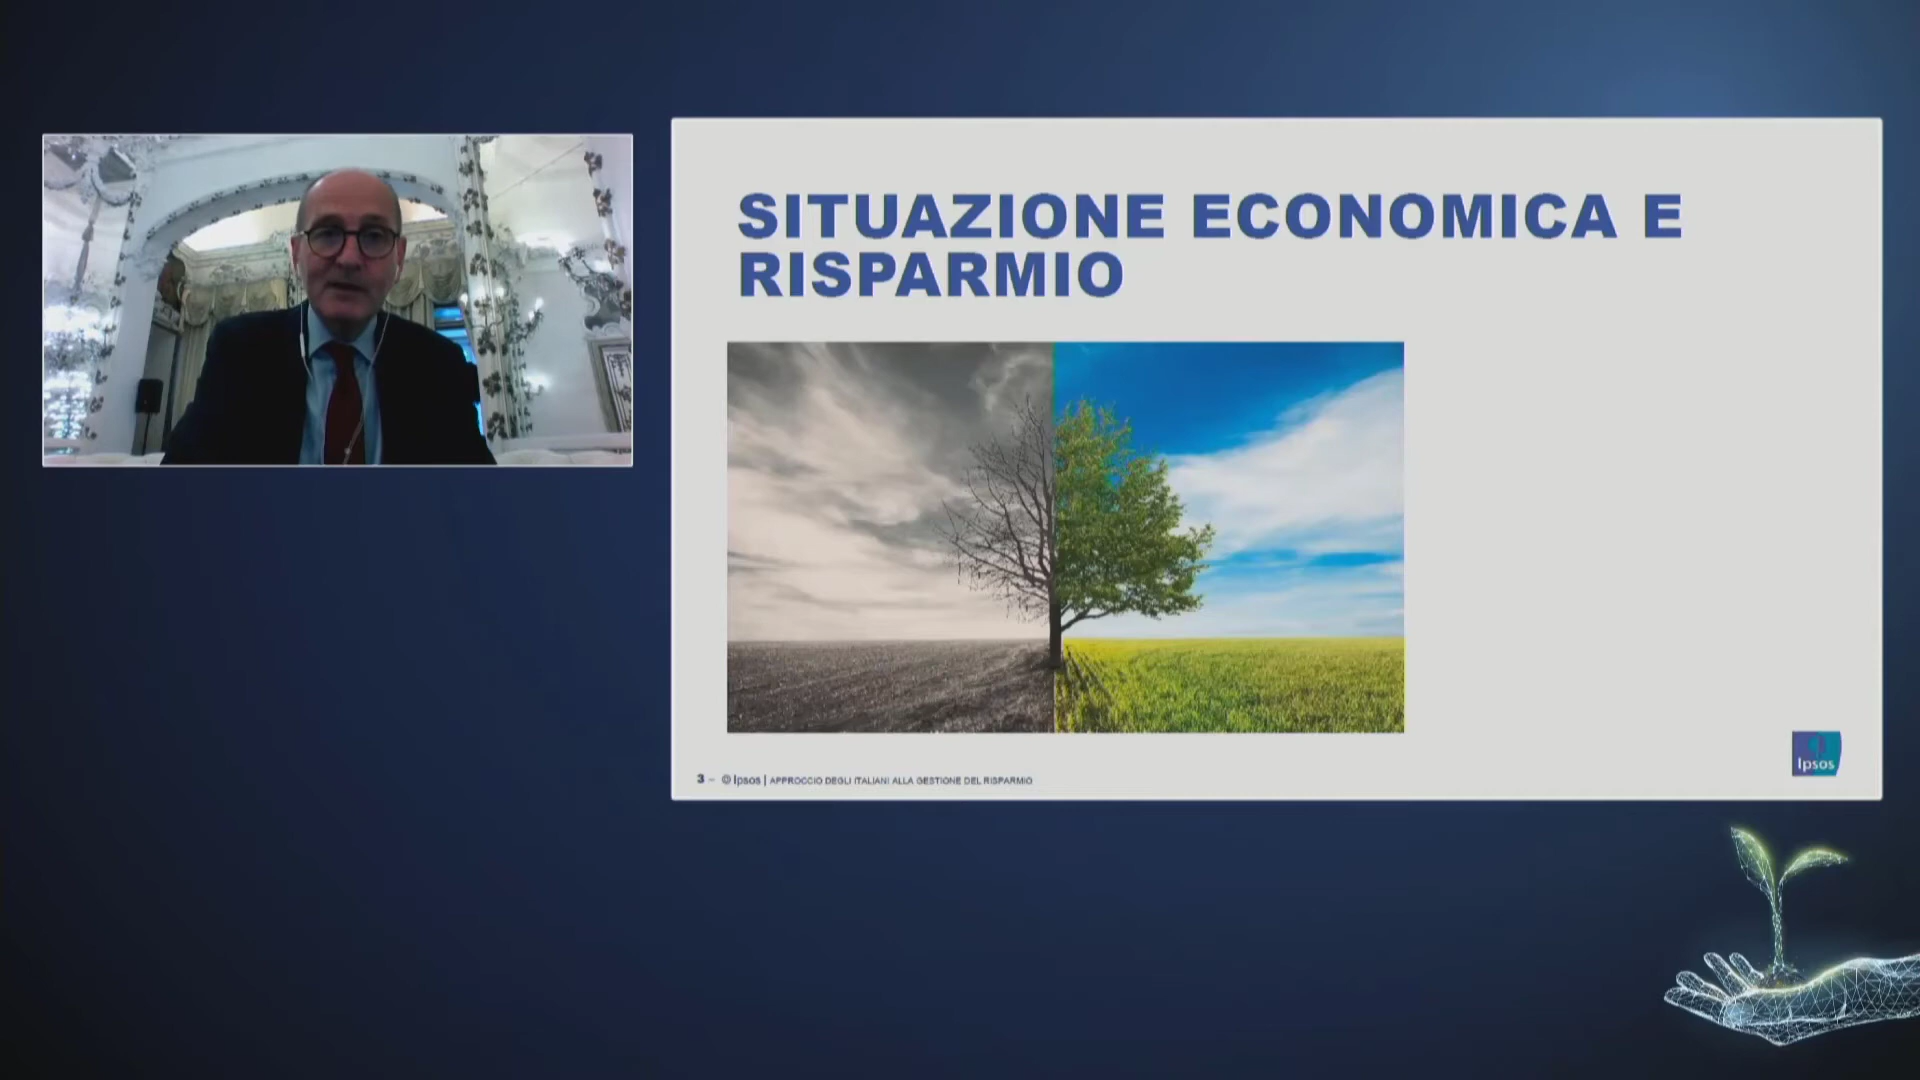 SITUAZIONE ECONOMICA E
RISPARMIO
3 – © Ipsos | APPROCCIO DEGLI ITALIANI ALLA GESTIONE DEL RISPARMIO
Ipsos